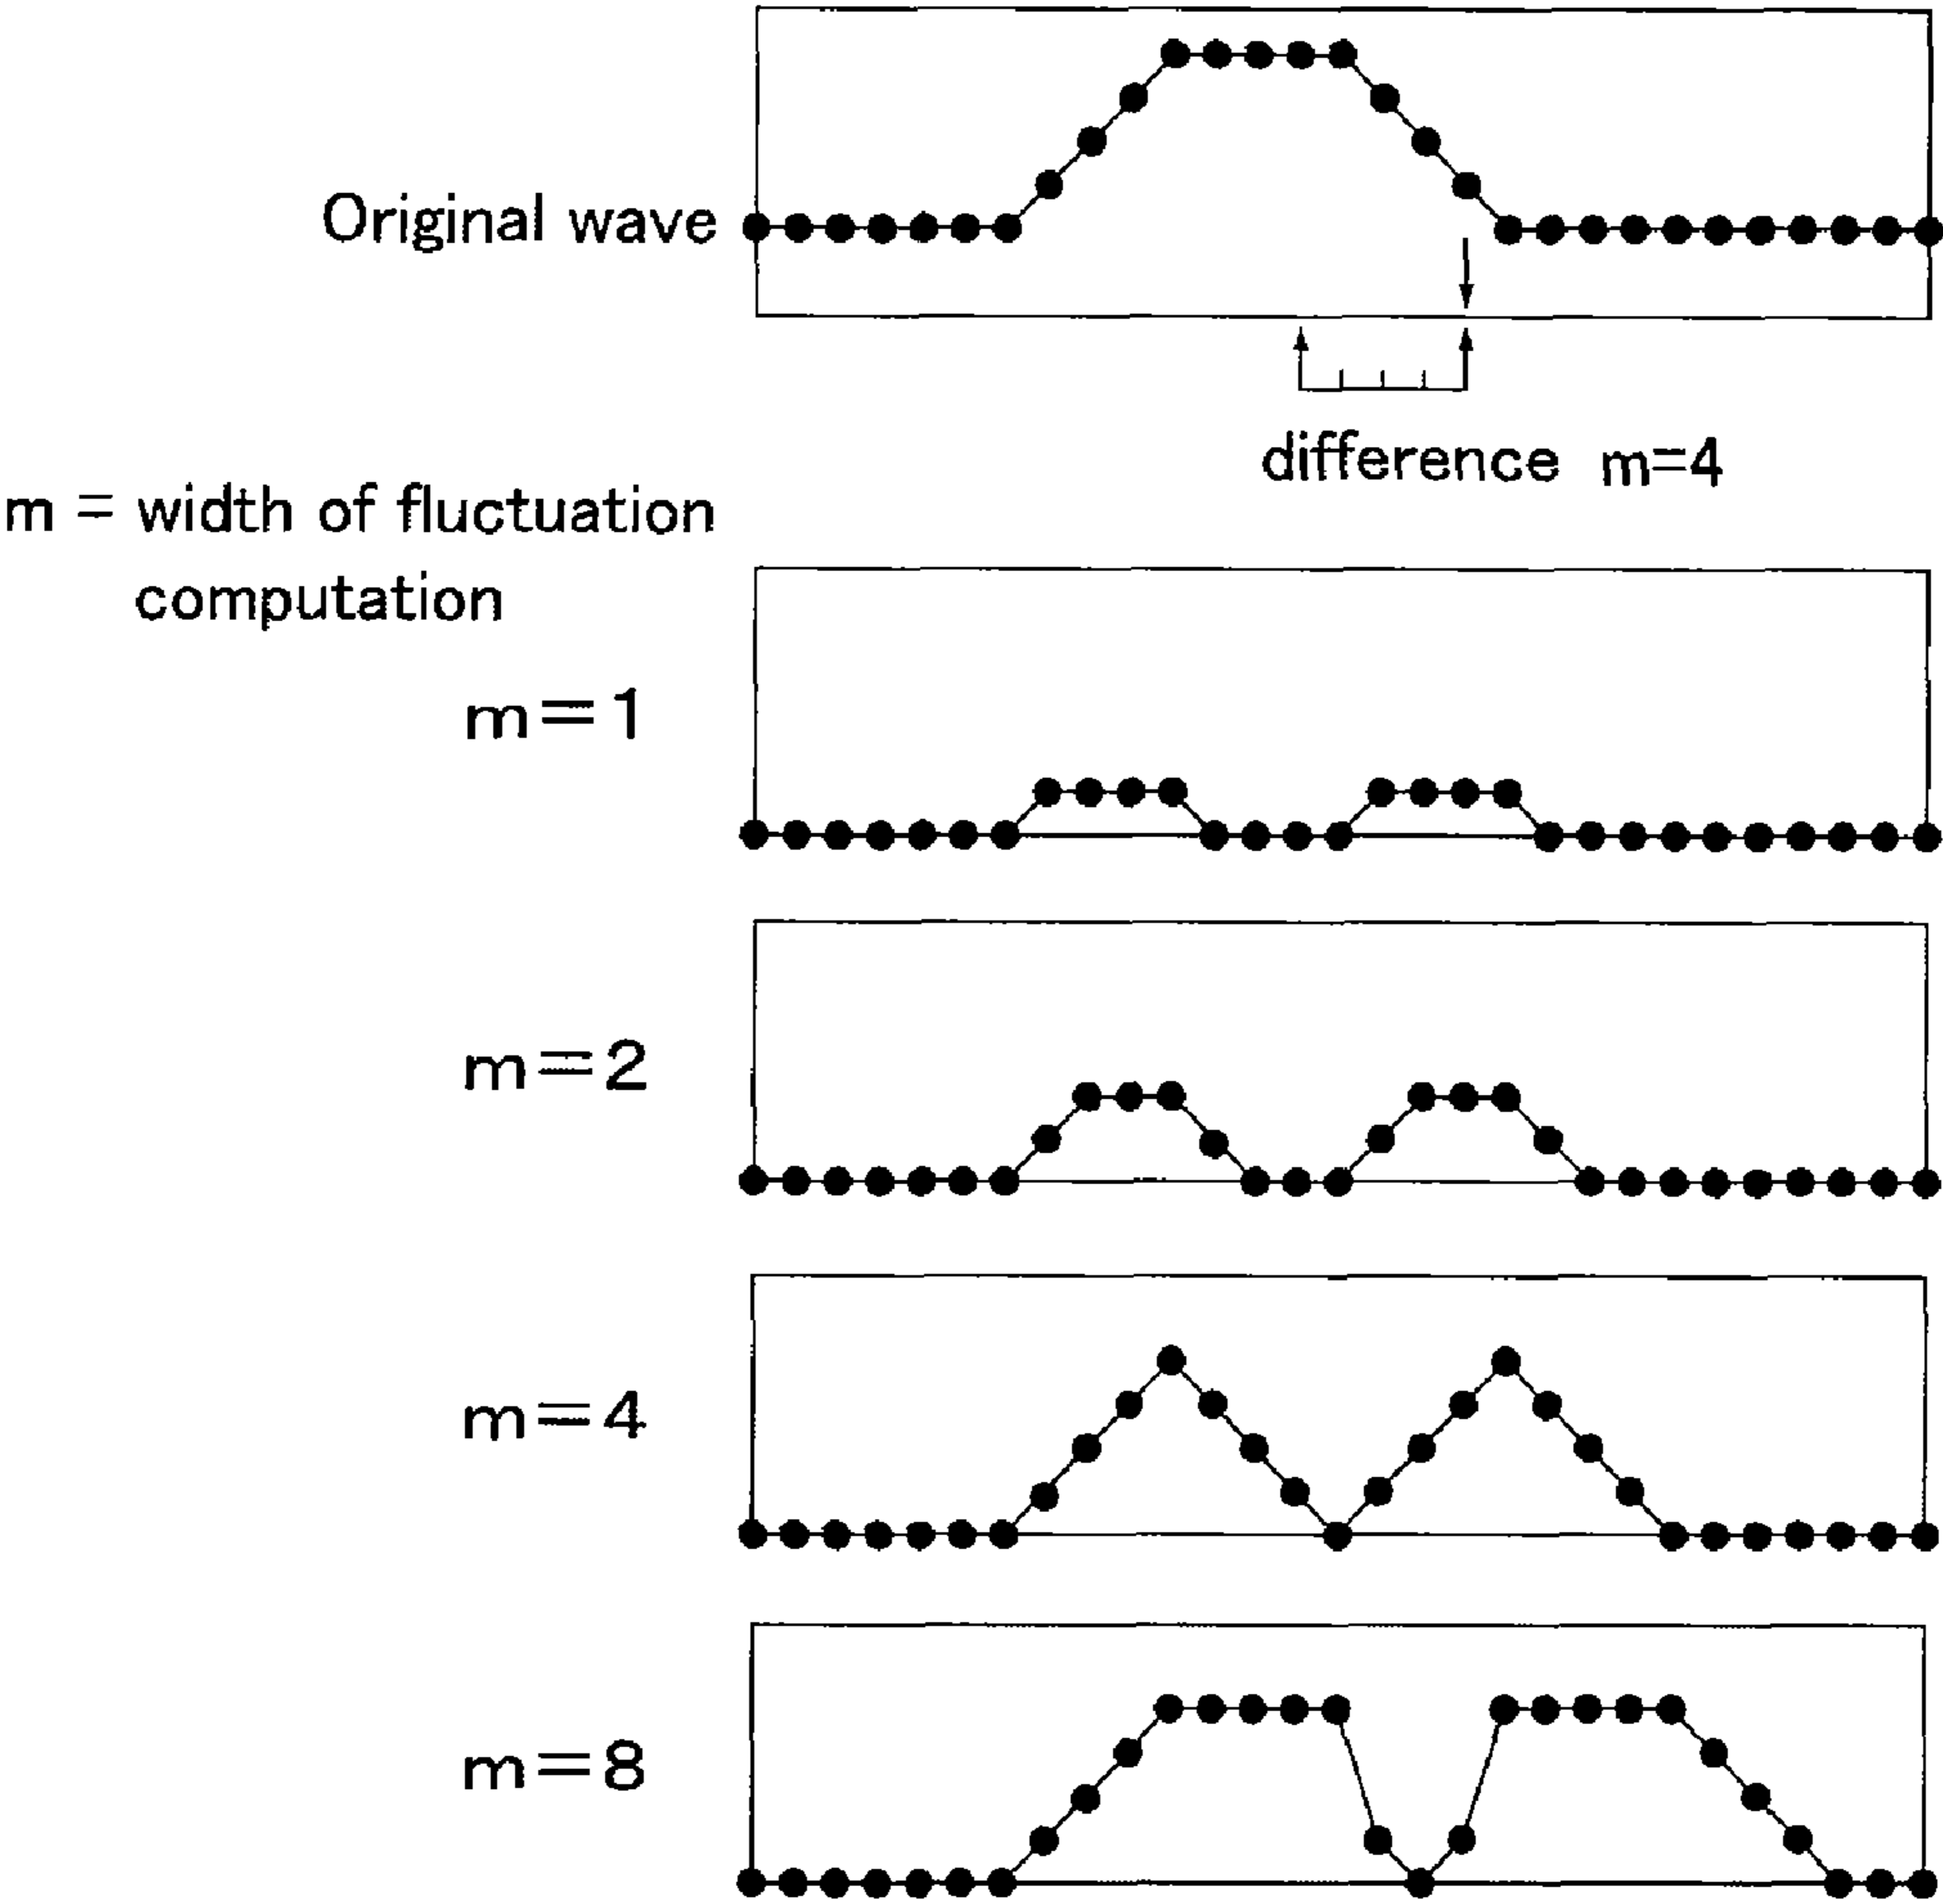 Original wave
difference m=4
m = width of fluctuation
computation
m=1
m=2
m=4
m=8